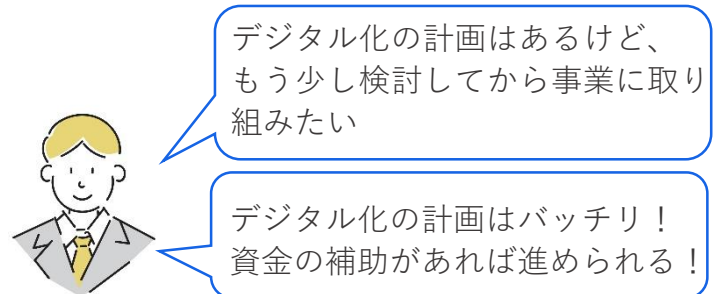 デジタル化の計画はあるけど、
もう少し検討してから事業に取り
組みたい
デジタル化の計画はバッチリ！
資金の補助があれば進められる！